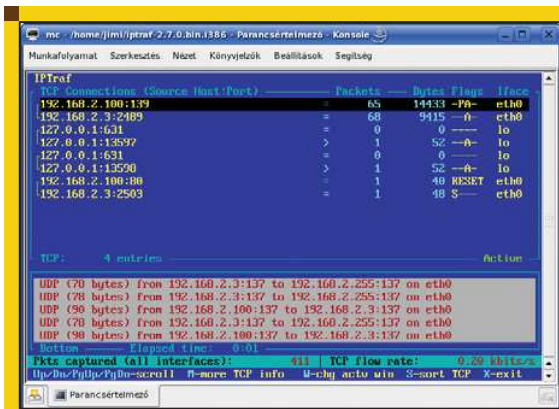 mc - /home/jimi/iptraf-2.7.0.bin.i386 - Parancsértelmező - Konsole
Munkafolyamat Szerkesztés Nézet Könyvjelzők Beállítások Segítség
IPTraf
TCP Connections (Source Host:Port) Packets Bytes Flags Iface
192.168.2.100:139 = 65 14433 -PA- eth0
192.168.2.3:2489 = 68 9415 --A- eth0
127.0.0.1:631 = 0 0 ---- lo
127.0.0.1:13597 > 1 52 --A- lo
127.0.0.1:631 = 0 0 ---- lo
127.0.0.1:13598 > 1 52 --A- lo
192.168.2.100:80 = 1 40 RESET eth0
192.168.2.3:2503 = 1 48 S--- eth0
TCP: 4 entries Active
UDP (78 bytes) from 192.168.2.3:137 to 192.168.2.255:137 on eth0
UDP (78 bytes) from 192.168.2.3:137 to 192.168.2.255:137 on eth0
UDP (90 bytes) from 192.168.2.100:137 to 192.168.2.3:137 on eth0
UDP (78 bytes) from 192.168.2.3:137 to 192.168.2.255:137 on eth0
UDP (90 bytes) from 192.168.2.100:137 to 192.168.2.3:137 on eth0
Bottom Elapsed time: 0:01
Pkts captured (all interfaces): 411 TCP flow rate: 0.20 kbits/s
Up/Dn/PgUp/PgDn-scroll M-more TCP info W-chg actv win S-sort TCP X-exit
Parancsértelmező